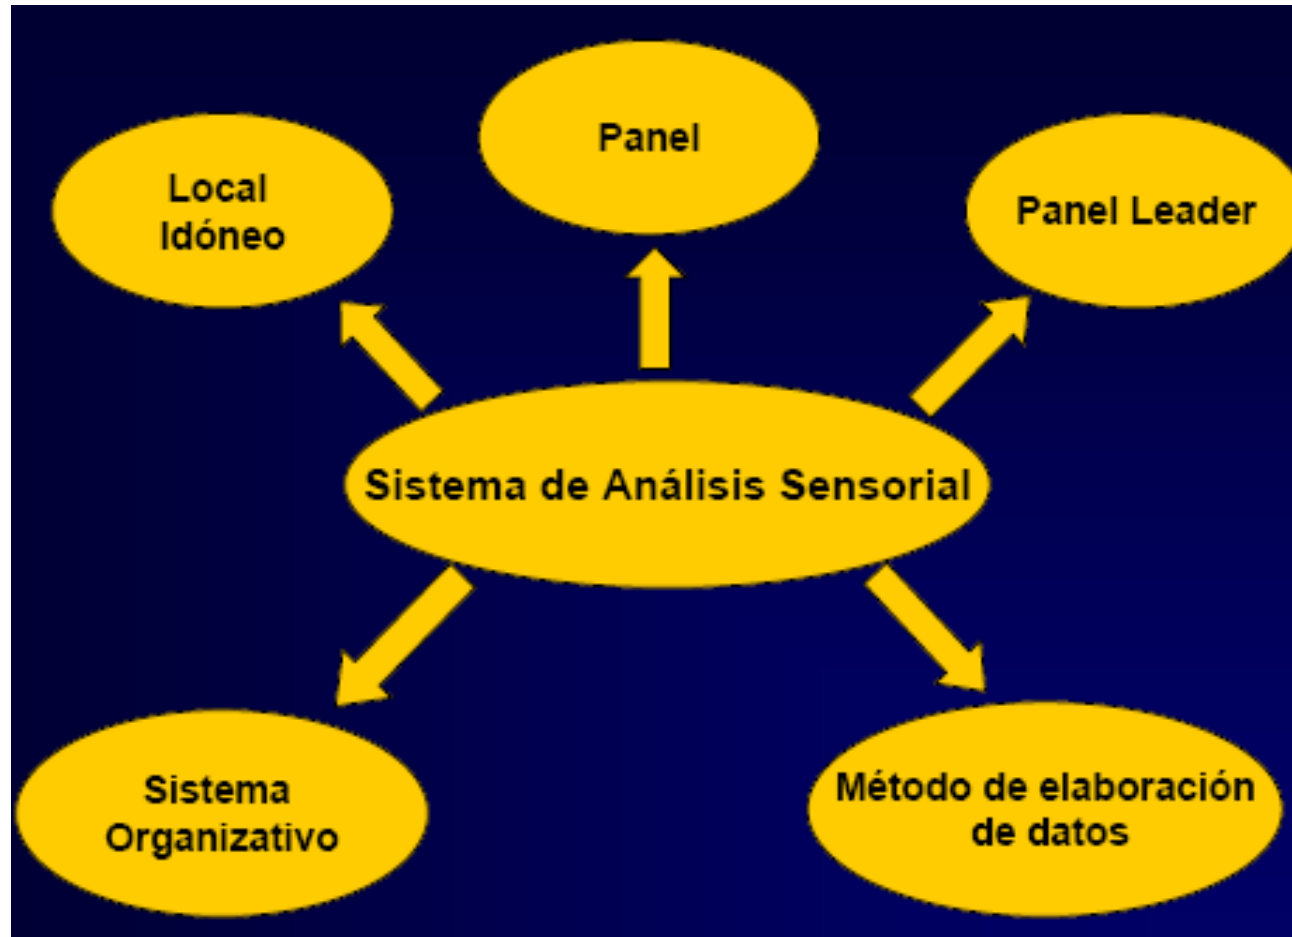 Panel
Local
Idóneo
Panel Leader
Sistema de Análisis Sensorial
Sistema
Organizativo
Método de elaboración
de datos